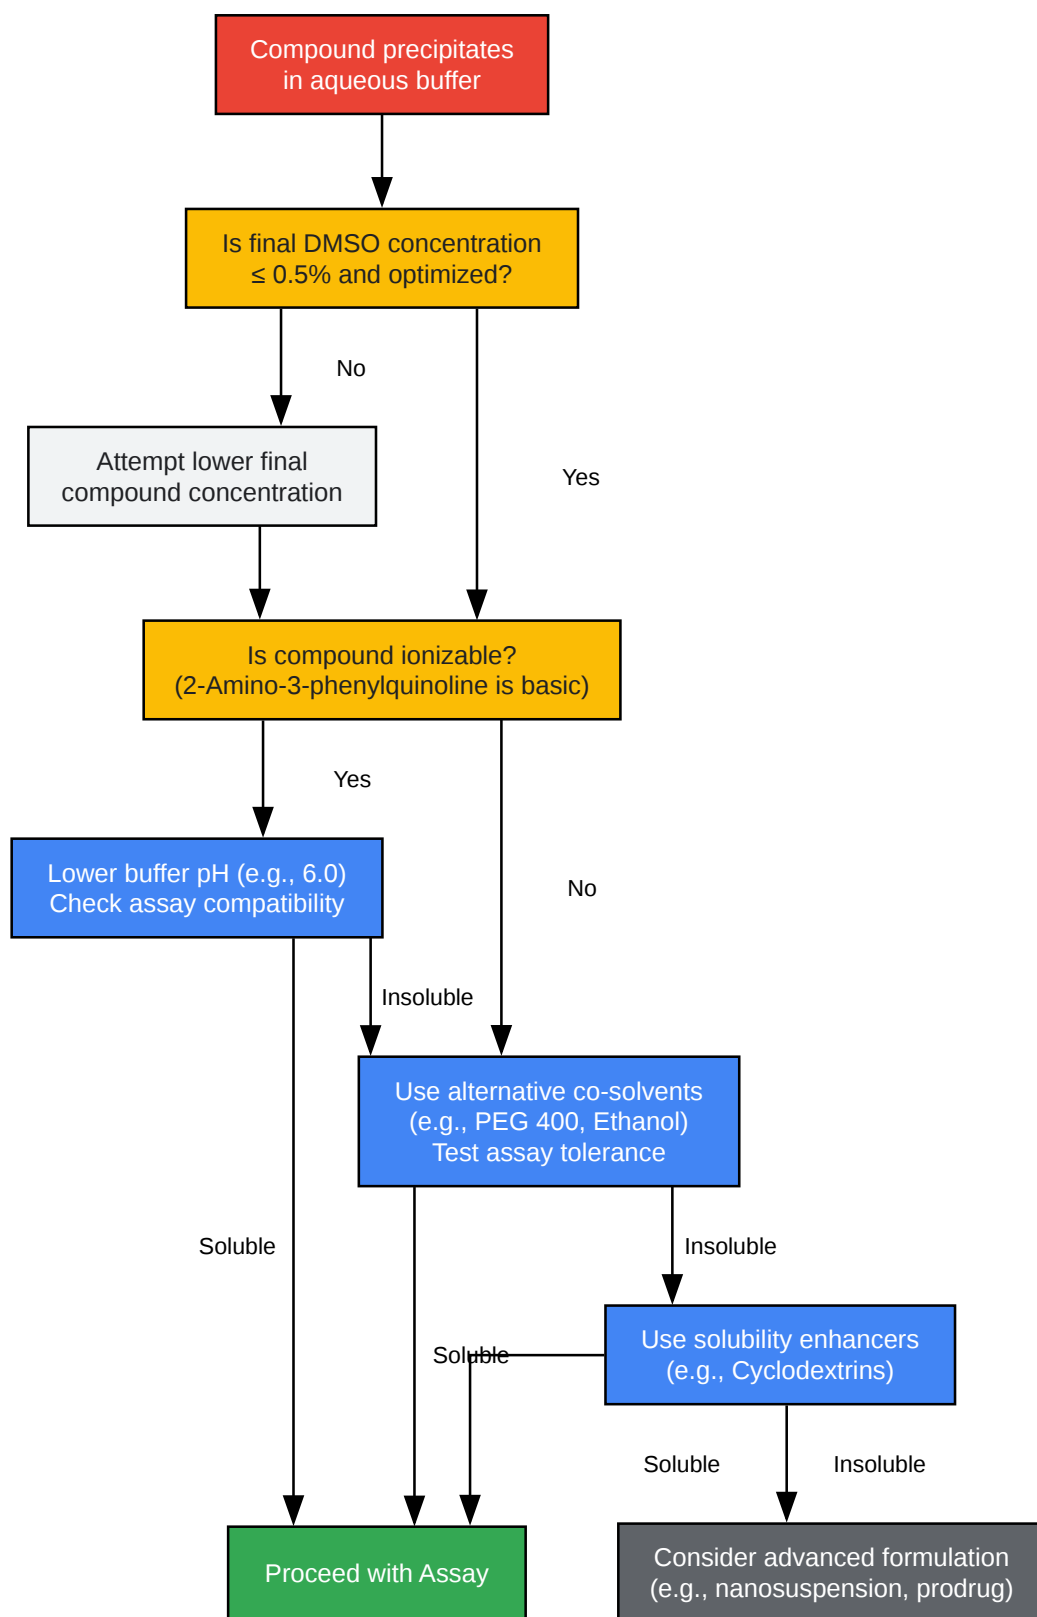 Compound precipitates
in aqueous buffer
Is final DMSO concentration
≤ 0.5% and optimized?
No
Attempt lower final
compound concentration
Yes
Is compound ionizable?
(2-Amino-3-phenylquinoline is basic)
Yes
Lower buffer pH (e.g., 6.0)
Check assay compatibility
No
Insoluble
Use alternative co-solvents
(e.g., PEG 400, Ethanol)
Test assay tolerance
Soluble
Insoluble
Use solubility enhancers
(e.g., Cyclodextrins)
Soluble
Soluble
Insoluble
Proceed with Assay
Consider advanced formulation
(e.g., nanosuspension, prodrug)